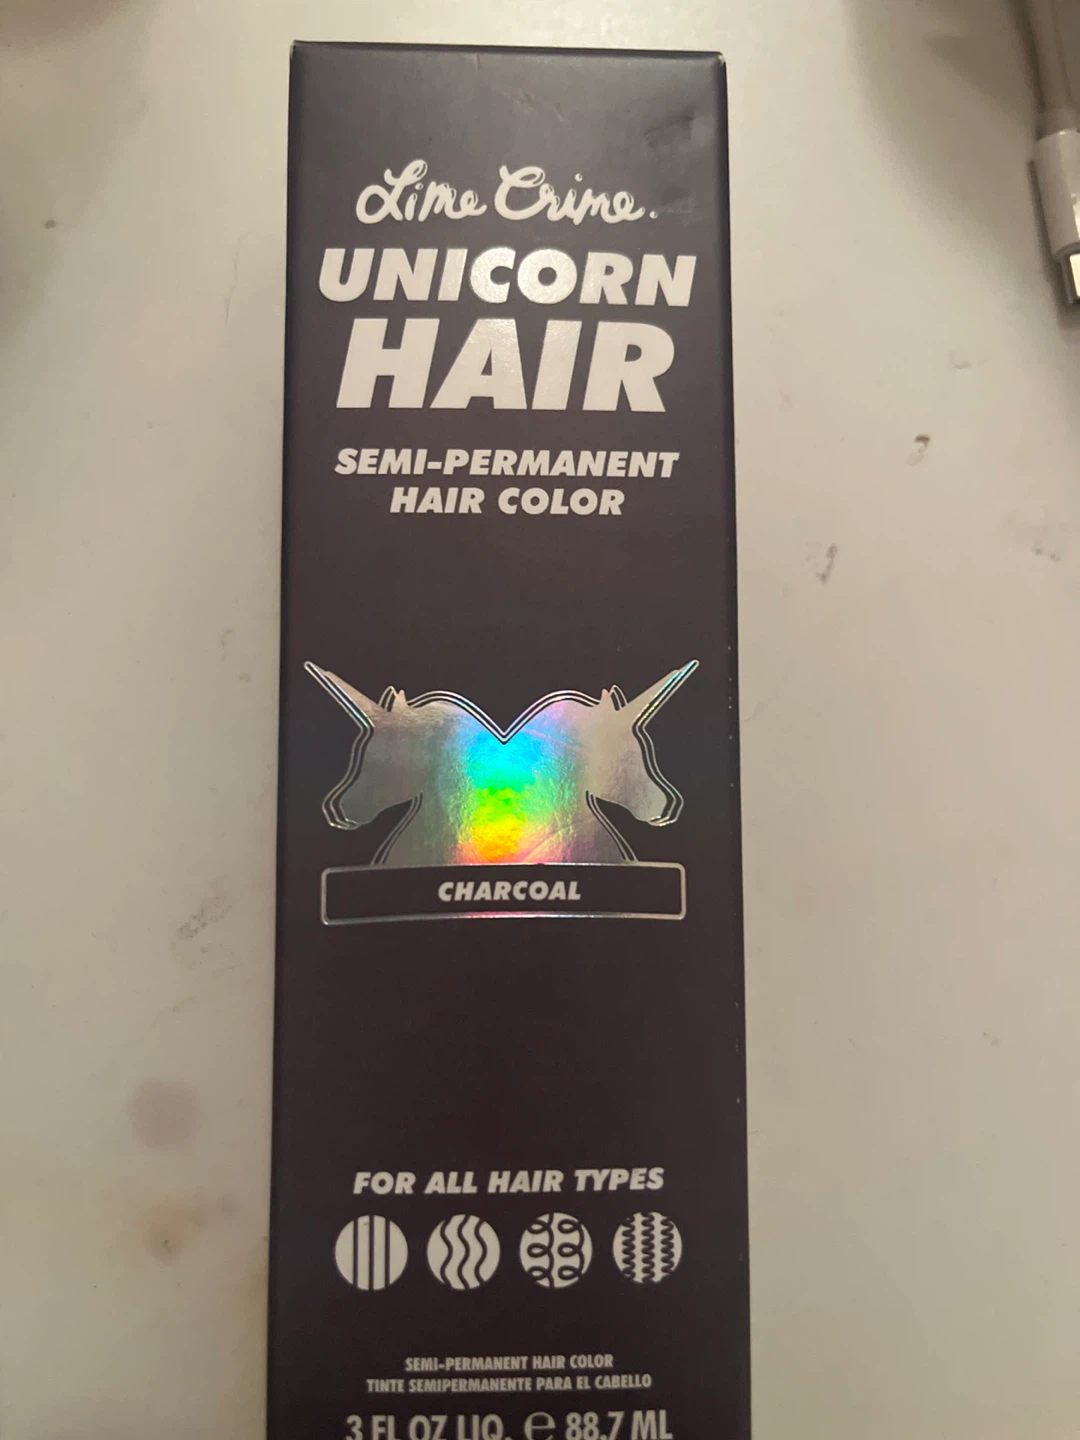 Lime Crime.
UNICORN
HAIR
SEMI-PERMANENT
HAIR COLOR
CHARCOAL
FOR ALL HAIR TYPES
SEMI-PERMANENT HAIR COLOR
TINTE SEMIPERMANENTE PARA EL CABELLO
3 FL OZ LIQ. ℮ 88.7 ML